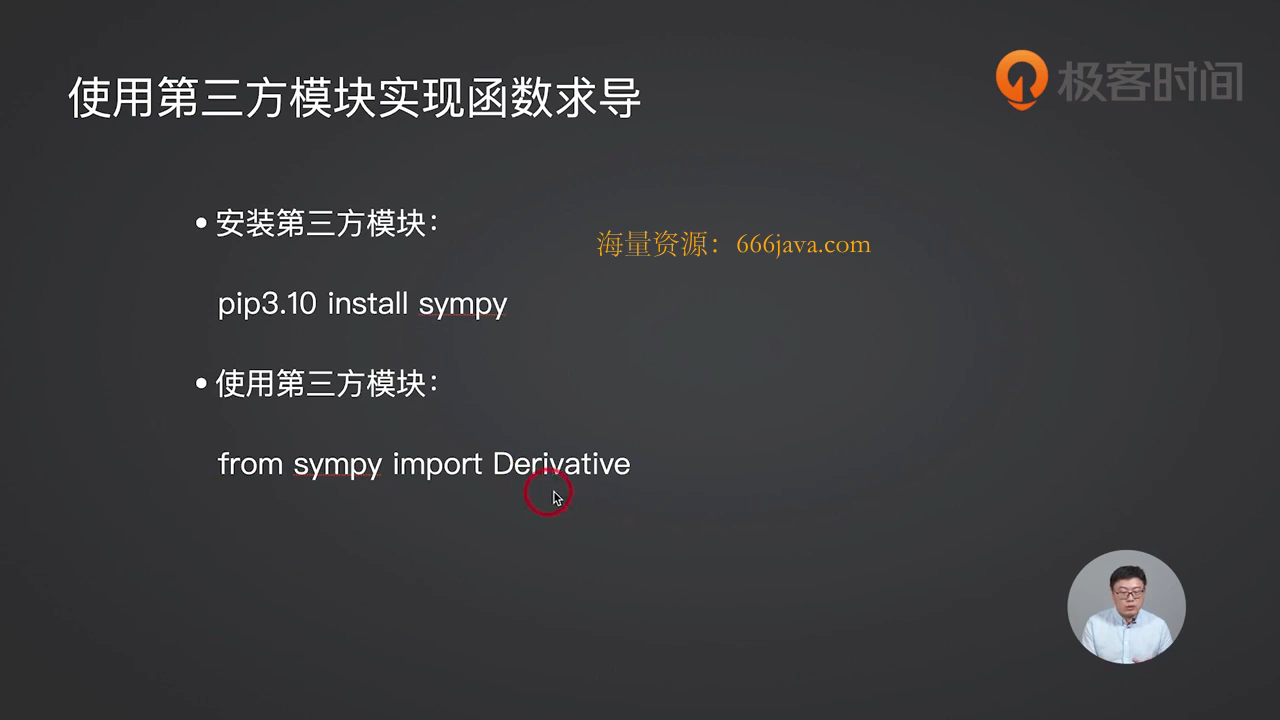 使用第三方模块实现函数求导
极客时间
• 安装第三方模块：
海量资源：666java.com
pip3.10 install sympy
• 使用第三方模块：
from sympy import Derivative